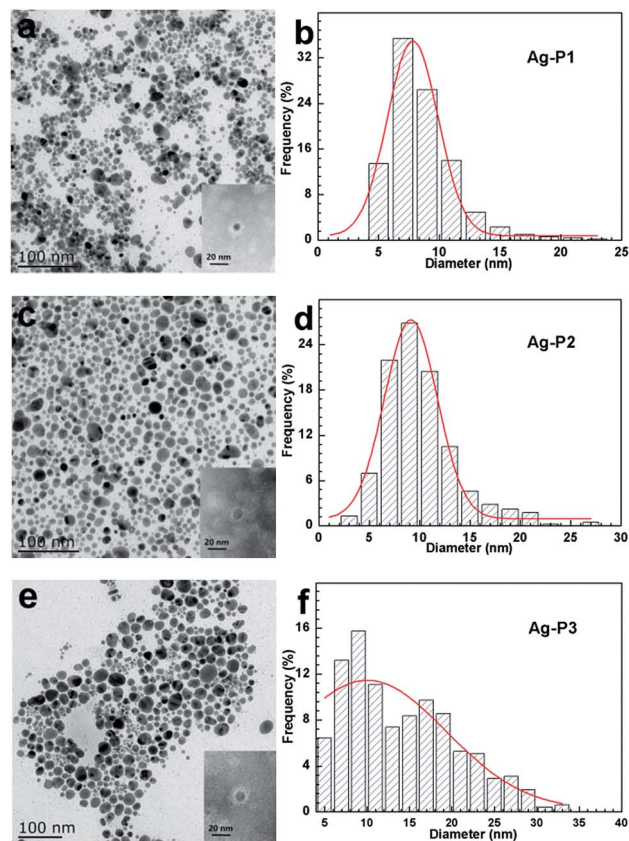 a
100 nm
20 nm
b
Ag-P1
Frequency (%)
32
24
16
8
0
0 5 10 15 20 25
Diameter (nm)
c
100 nm
20 nm
d
Ag-P2
Frequency (%)
24
18
12
6
0
0 5 10 15 20 25 30
Diameter (nm)
e
100 nm
20 nm
f
Ag-P3
Frequency (%)
16
12
8
4
0
5 10 15 20 25 30 35 40
Diameter (nm)